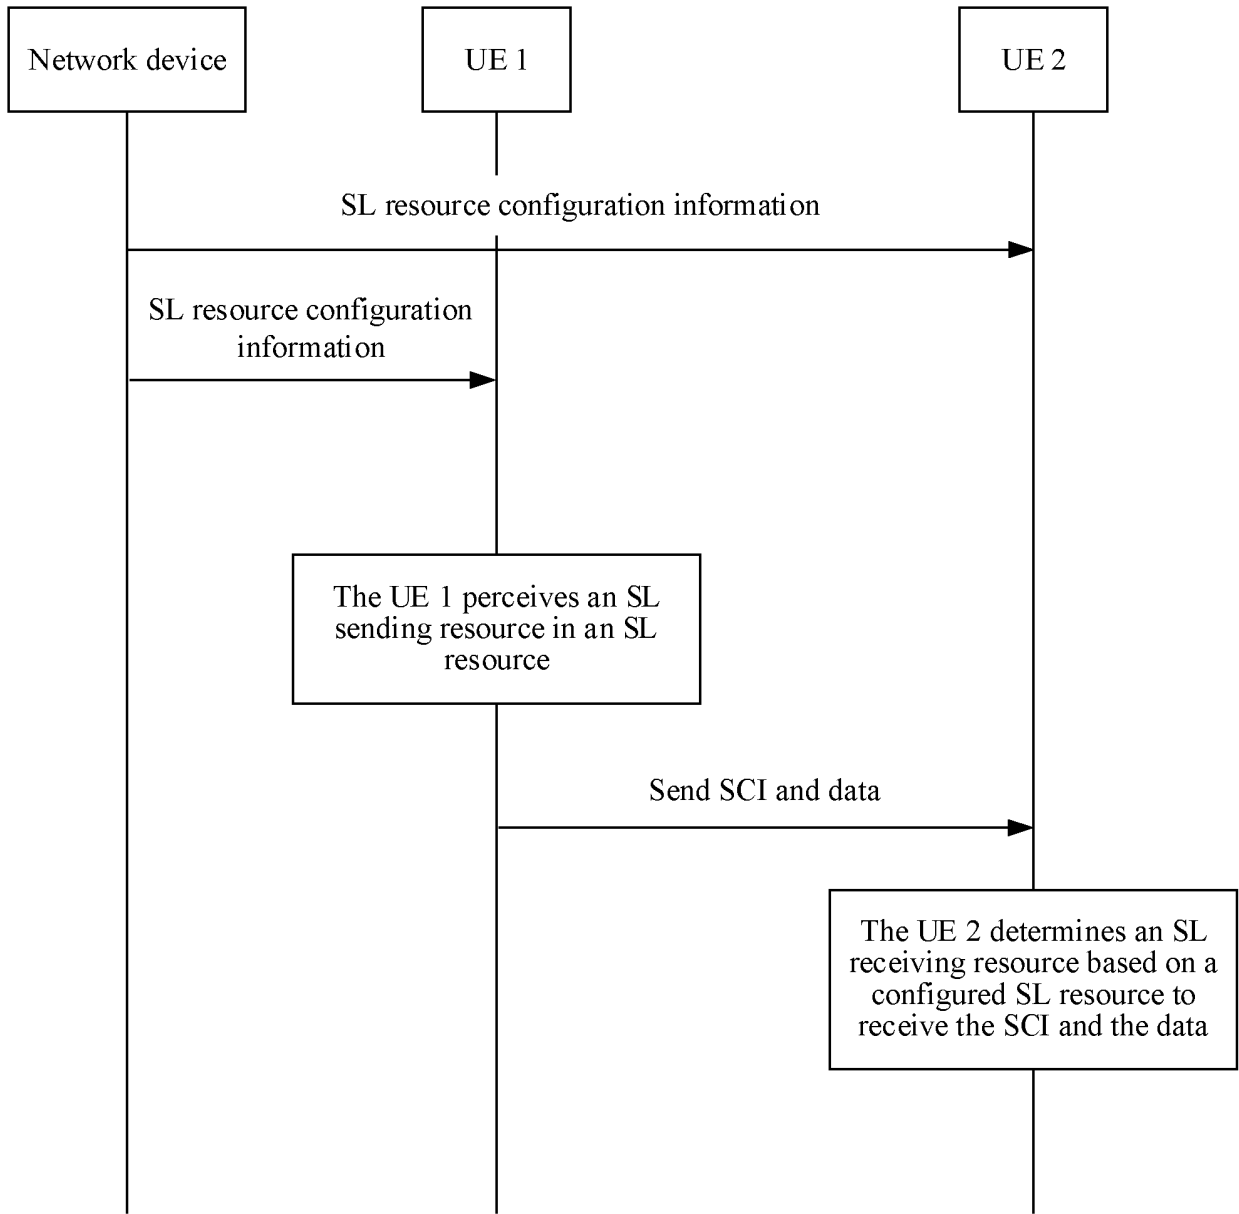 Network device
UE 1
UE 2
SL resource configuration information
SL resource configuration
information
The UE 1 perceives an SL
sending resource in an SL
resource
Send SCI and data
The UE 2 determines an SL
receiving resource based on a
configured SL resource to
receive the SCI and the data